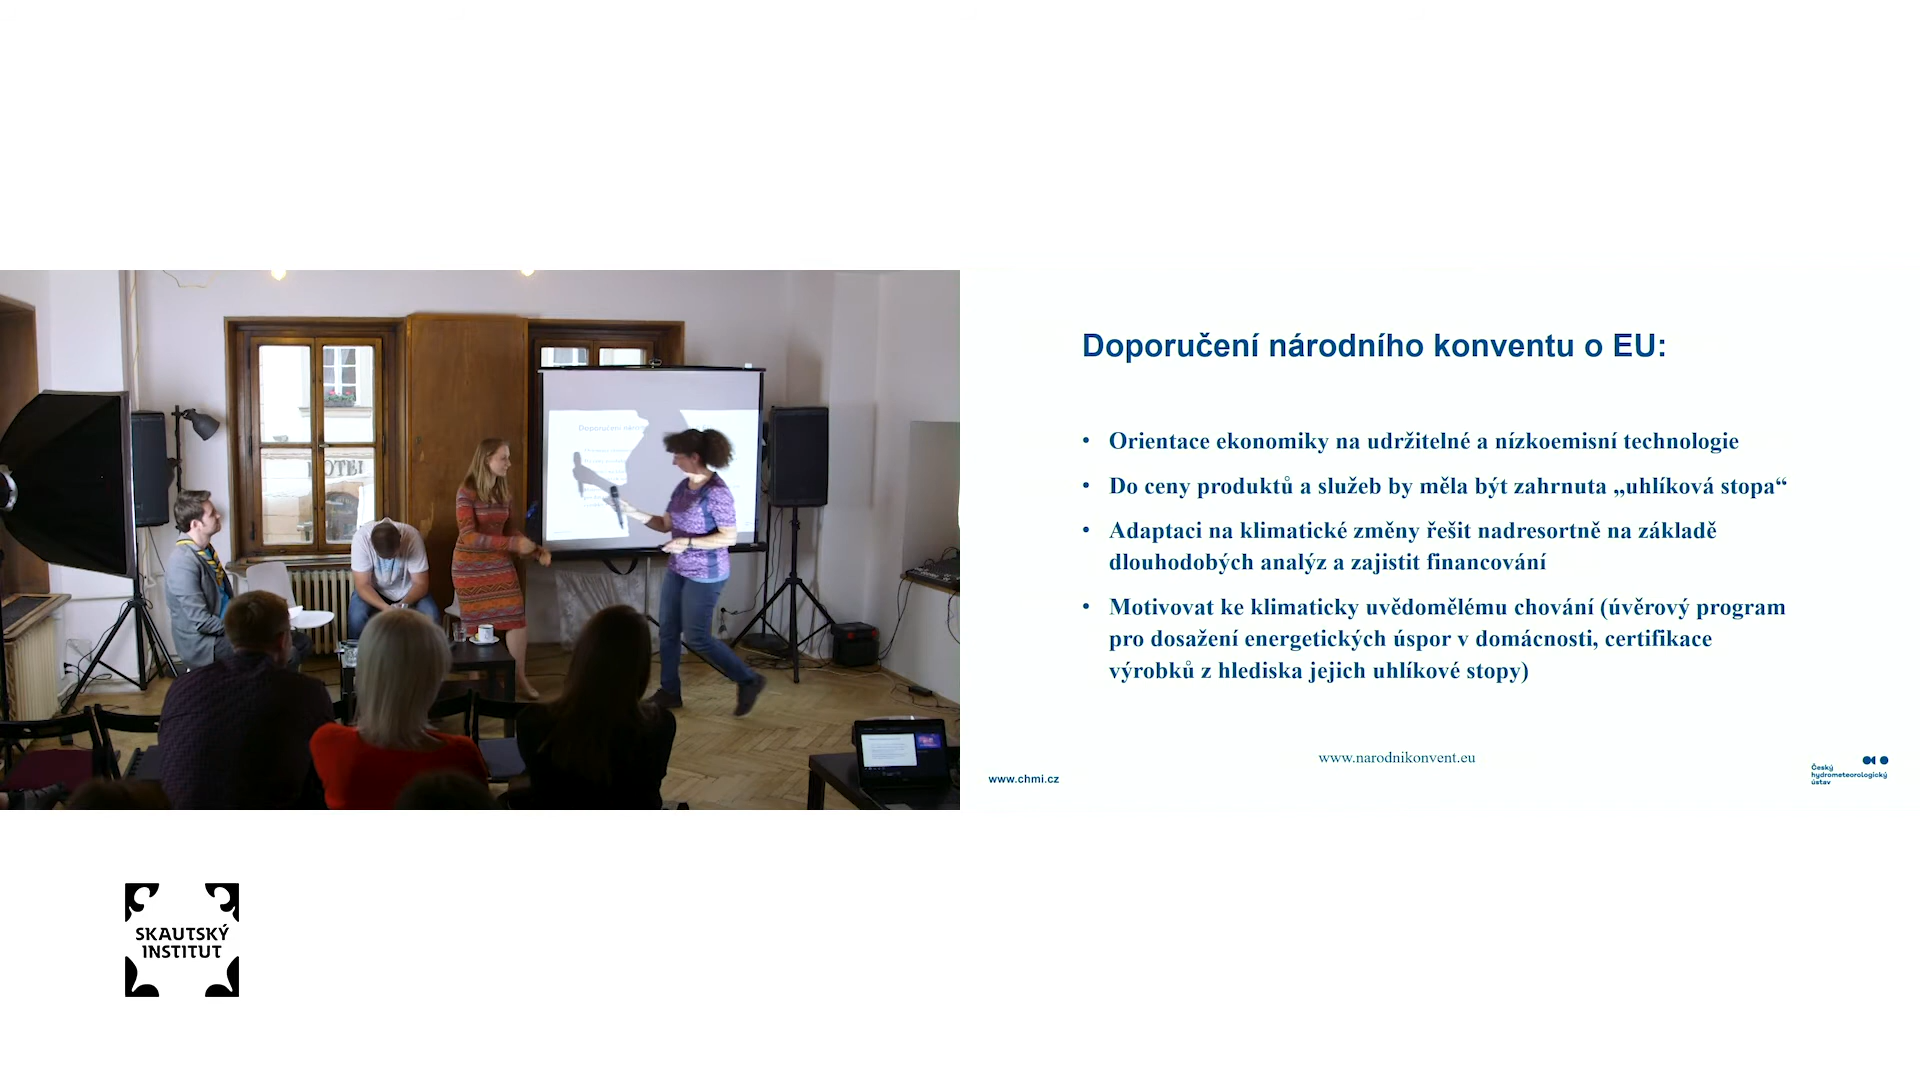 HOTEL
Doporučení národního konventu o EU:
• Orientace ekonomiky na udržitelné a nízkoemisní technologie
• Do ceny produktů a služeb by měla být zahrnuta „uhlíková stopa“
• Adaptaci na klimatické změny řešit nadresortně na základě
dlouhodobých analýz a zajistit financování
• Motivovat ke klimaticky uvědomělému chování (úvěrový program
pro dosažení energetických úspor v domácnosti, certifikace
výrobků z hlediska jejich uhlíkové stopy)
www.narodnikonvent.eu
www.chmi.cz
Český
hydrometeorologický
ústav
SKAUTSKÝ
INSTITUT